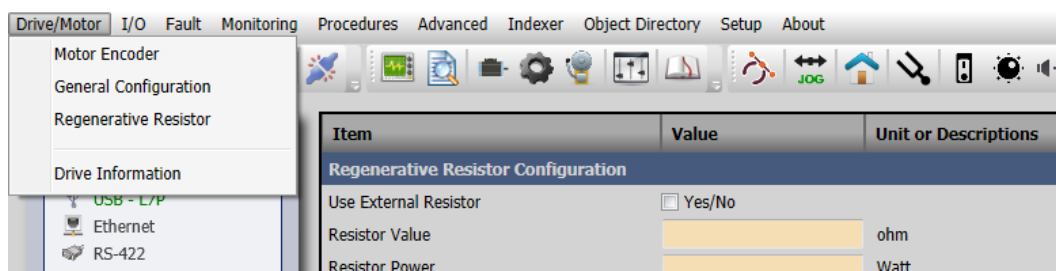 Drive/Motor I/O Fault Monitoring Procedures Advanced Indexer Object Directory Setup About
Motor Encoder
General Configuration
Regenerative Resistor
Drive Information
JOG
USB - L7P
Ethernet
RS-422
Item Value Unit or Descriptions
Regenerative Resistor Configuration
Use External Resistor Yes/No
Resistor Value ohm
Resistor Power Watt